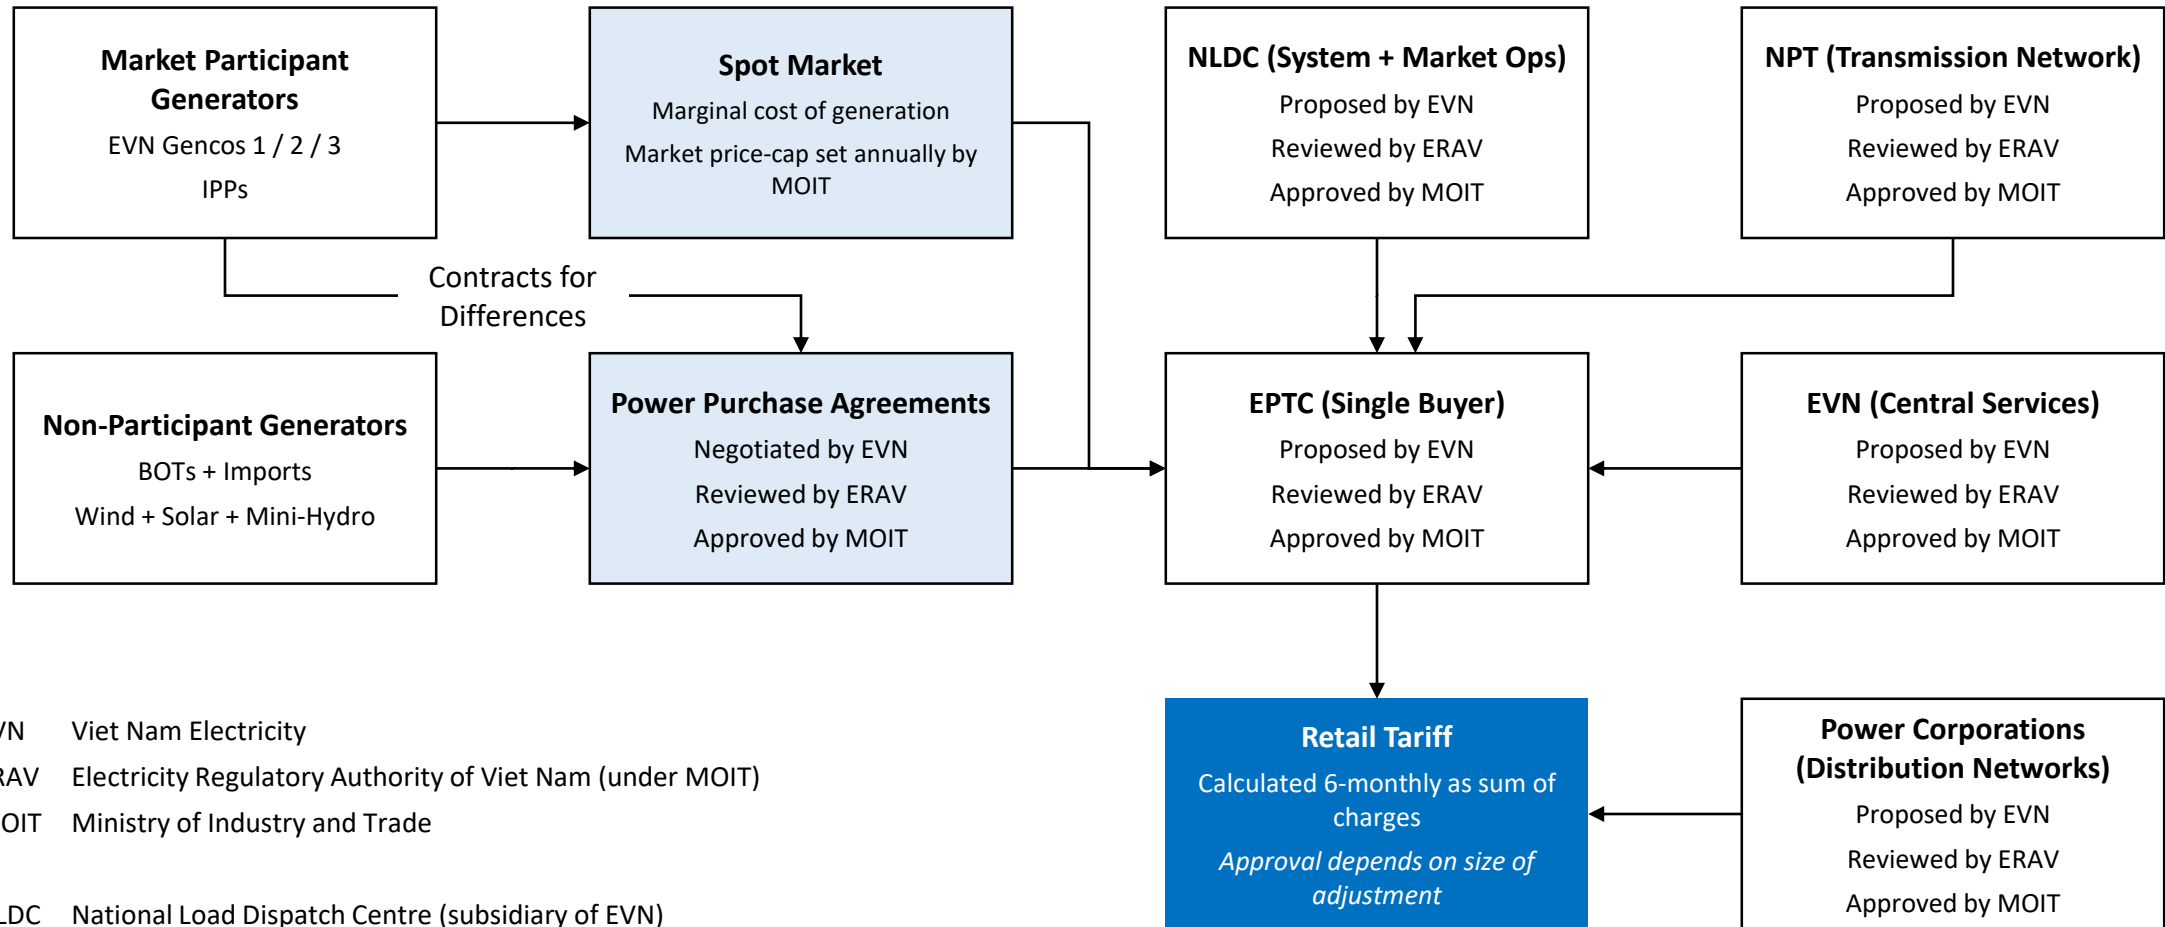 Market Participant
Generators
EVN Gencos 1 / 2 / 3
IPPs
Spot Market
Marginal cost of generation
Market price-cap set annually by
MOIT
NLDC (System + Market Ops)
Proposed by EVN
Reviewed by ERAV
Approved by MOIT
NPT (Transmission Network)
Proposed by EVN
Reviewed by ERAV
Approved by MOIT
Contracts for
Differences
Non-Participant Generators
BOTs + Imports
Wind + Solar + Mini-Hydro
Power Purchase Agreements
Negotiated by EVN
Reviewed by ERAV
Approved by MOIT
EPTC (Single Buyer)
Proposed by EVN
Reviewed by ERAV
Approved by MOIT
EVN (Central Services)
Proposed by EVN
Reviewed by ERAV
Approved by MOIT
Retail Tariff
Calculated 6-monthly as sum of
charges
Approval depends on size of
adjustment
Power Corporations
(Distribution Networks)
Proposed by EVN
Reviewed by ERAV
Approved by MOIT
VN Viet Nam Electricity
RAV Electricity Regulatory Authority of Viet Nam (under MOIT)
OIT Ministry of Industry and Trade
LDC National Load Dispatch Centre (subsidiary of EVN)